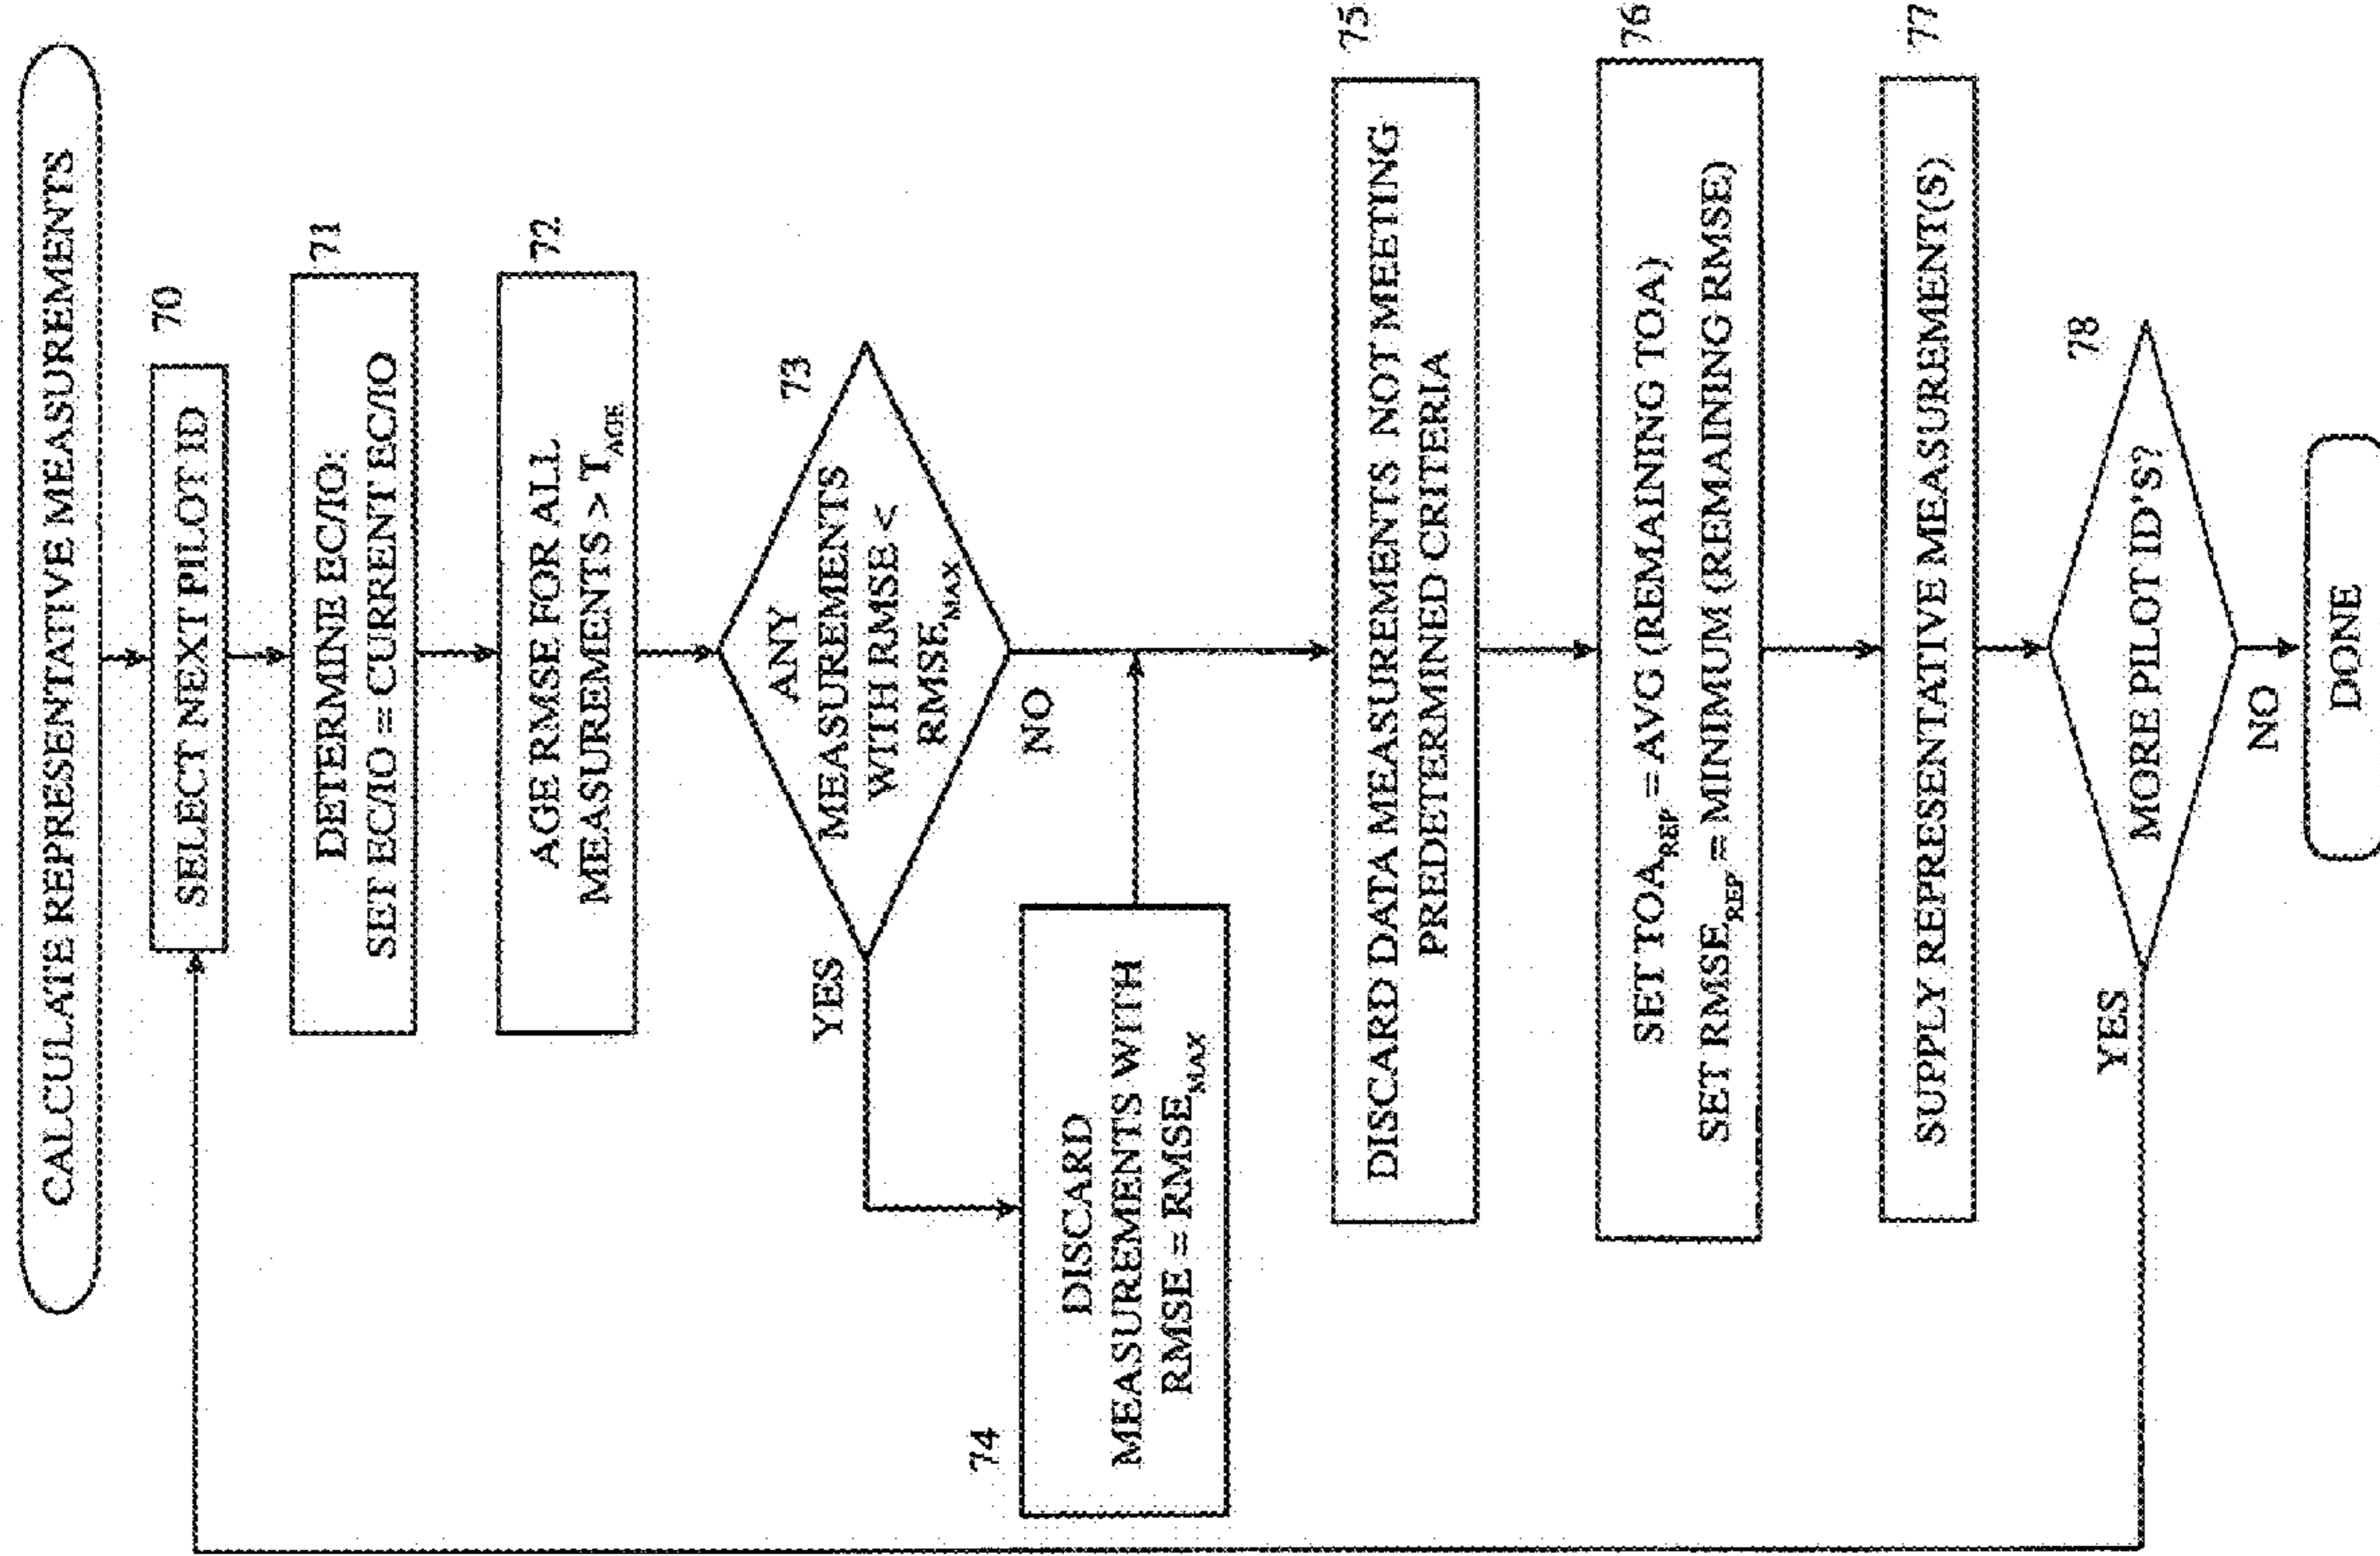 CALCULATE REPRESENTATIVE MEASUREMENTS
70
SELECT NEXT PILOT ID
71
DETERMINE EC/IO:
SET EC/IO = CURRENT EC/IO
72
AGE RMSE FOR ALL
MEASUREMENTS > T_AGE
73
ANY
MEASUREMENTS
WITH RMSE <
RMSE_MAX
YES
NO
74
DISCARD
MEASUREMENTS WITH
RMSE = RMSE_MAX
75
DISCARD DATA MEASUREMENTS NOT MEETING
PREDETERMINED CRITERIA
76
SET TOA_REP = AVG (REMAINING TOA)
SET RMSE_REP = MINIMUM (REMAINING RMSE)
77
SUPPLY REPRESENTATIVE MEASUREMENT(S)
78
MORE PILOT ID'S?
YES
NO
DONE